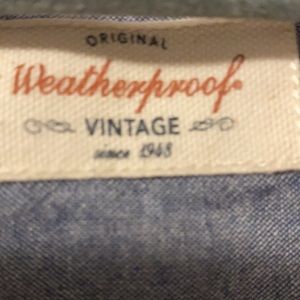 ORIGINAL
Weatherproof®
VINTAGE
since 1948